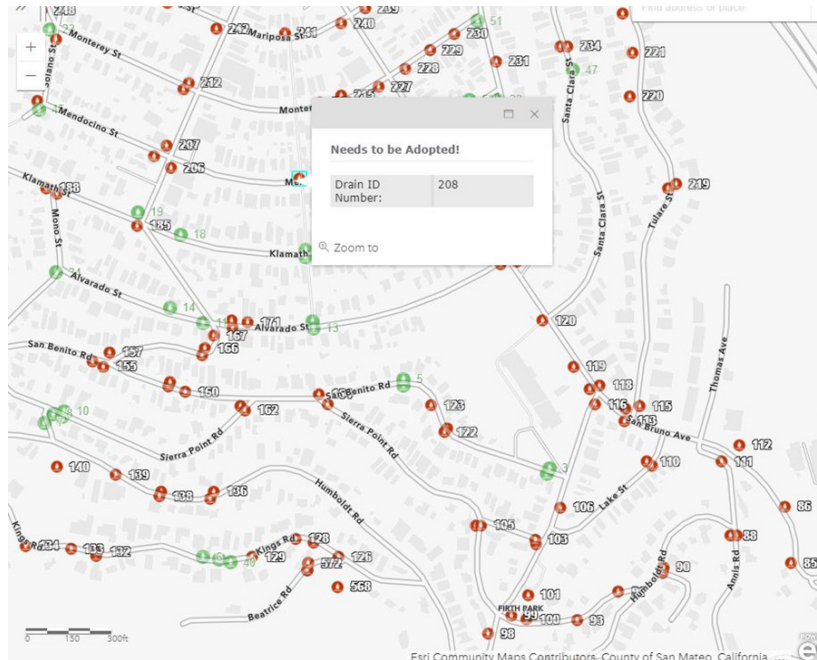 Find address or place
248
23
239
240
242
Mariposa St
241
51
230
229
231
234
221
Monterey St
Solano St
212
228
227
47
220
Santa Clara St
Mendocino St
207
206
Needs to be Adopted!
Drain ID Number:
208
Zoom to
Klamath St
188
19
185
18
Klamath
219
Tulare St
Santa Clara St
Mono St
Alvarado St
14
171
Alvarado St
13
167
166
120
Thomas Ave
San Benito Rd
157
155
160
San Benito Rd
5
119
118
116
115
113
San Bruno Ave
10
162
123
122
Sierra Point Rd
Sierra Point Rd
112
111
110
3
140
139
138
136
Humboldt Rd
106
Lake St
86
Kings Rd
133
132
Kings Rd
128
129
126
572
568
105
103
88
90
85
Humboldt Rd
Annis Rd
Beatrice Rd
101
FIRTH PARK
99
100
93
98
0 150 300ft
Esri Community Maps Contributors, County of San Mateo, California, ...